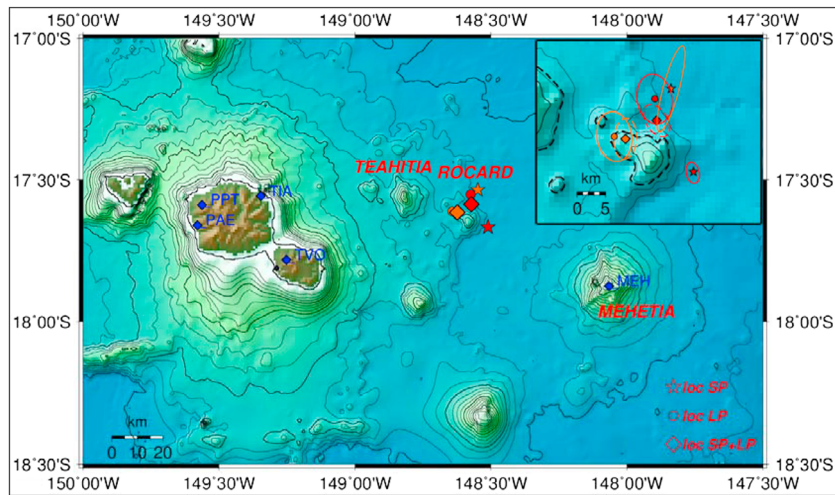 150°00'W 149°30'W 149°00'W 148°30'W 148°00'W 147°30'W
17°00'S 17°00'S
TEAHITIA ROCARD
km
0 5
17°30'S 17°30'S
TIA
PPT
PAE
TVO
MEH
MEHETIA
18°00'S 18°00'S
loc SP
loc LP
loc SP+LP
km
0 10 20
18°30'S 18°30'S
150°00'W 149°30'W 149°00'W 148°30'W 148°00'W 147°30'W